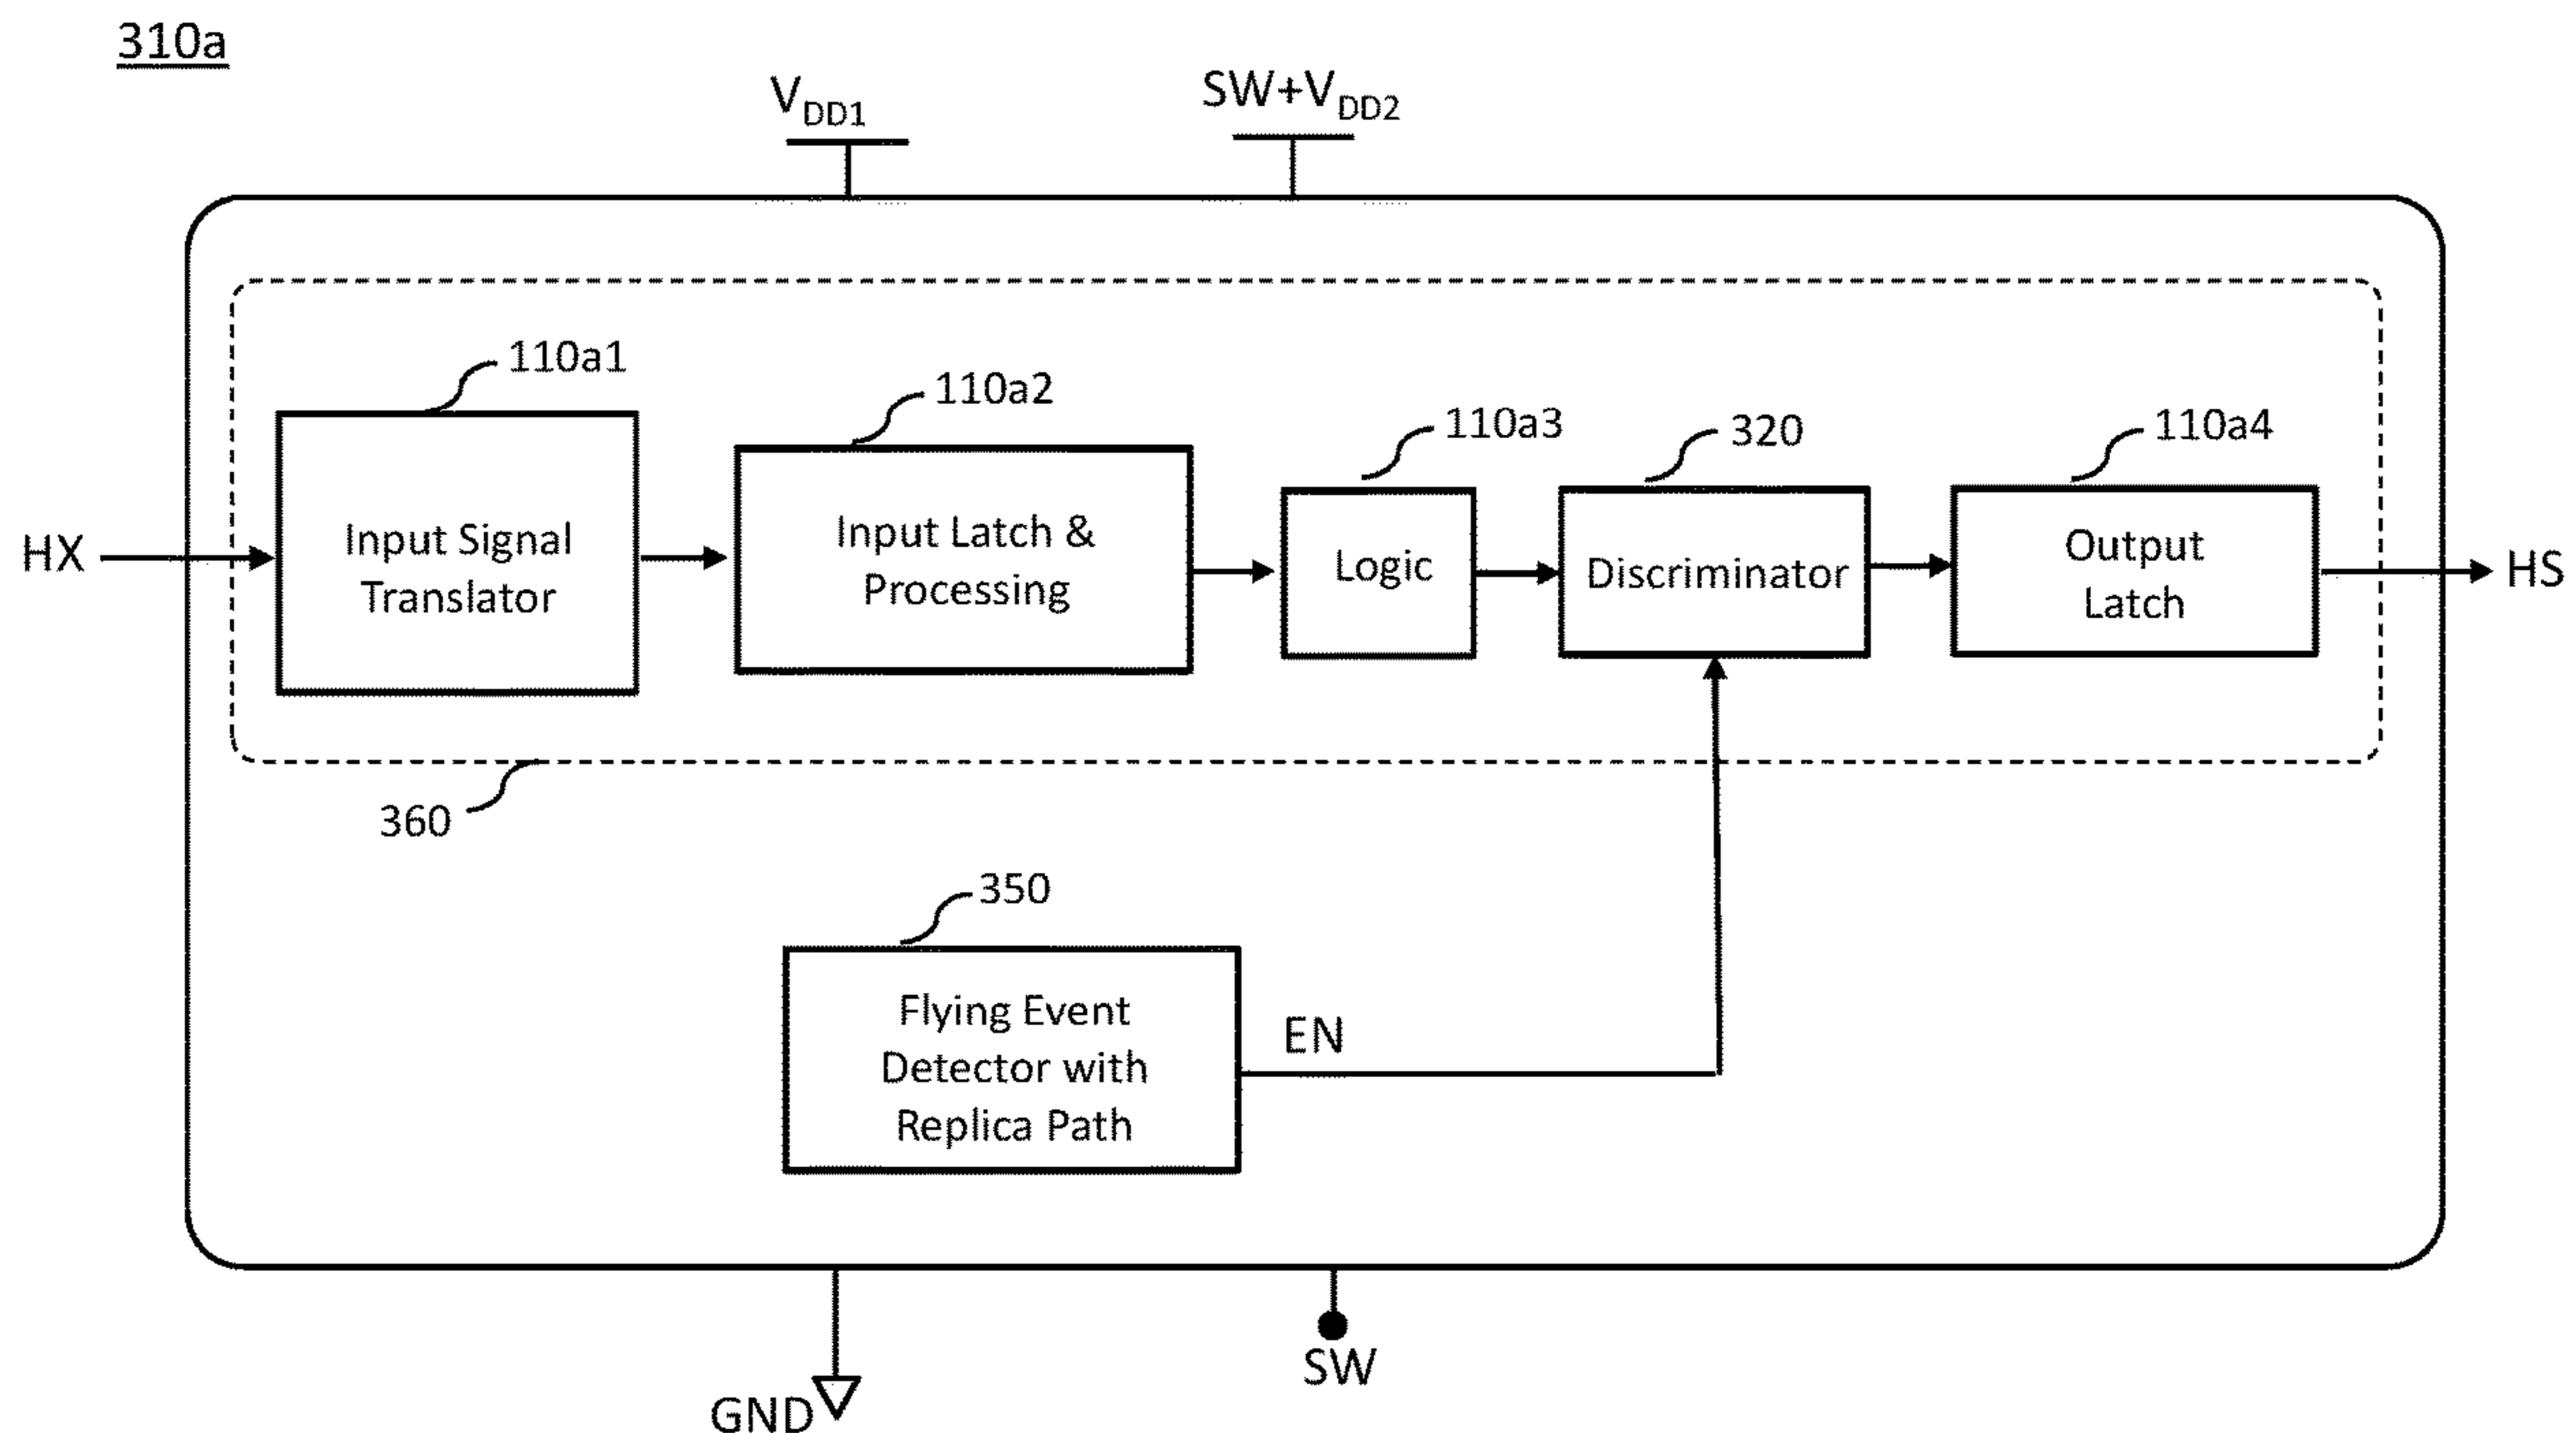 310a
VDD1
SW+VDD2
110a1
110a2
110a3
320
110a4
HX
Input Signal
Translator
Input Latch &
Processing
Logic
Discriminator
Output
Latch
HS
360
350
Flying Event
Detector with
Replica Path
EN
GND
SW